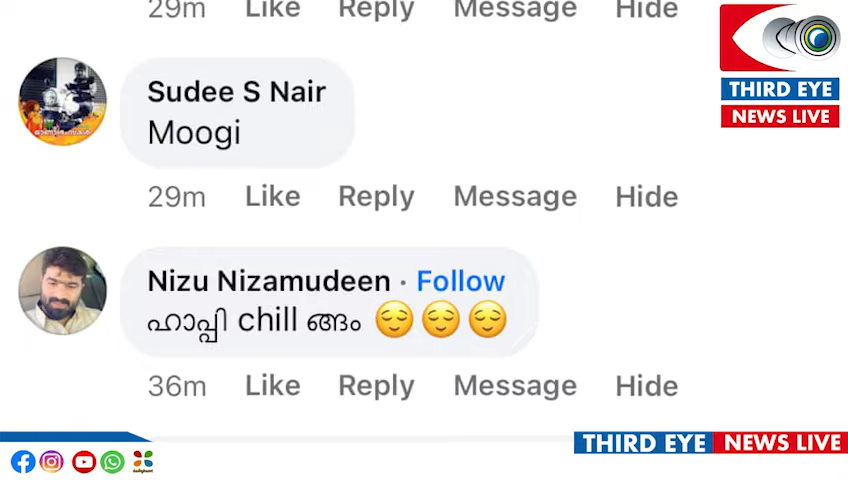 29m Like Reply Message Hide
Sudee S Nair
Moogi
29m Like Reply Message Hide
Nizu Nizamudeen · Follow
ഹാപ്പി chill ങ്ങം 😌😌😌
36m Like Reply Message Hide
THIRD EYE
NEWS LIVE
THIRD EYE NEWS LIVE